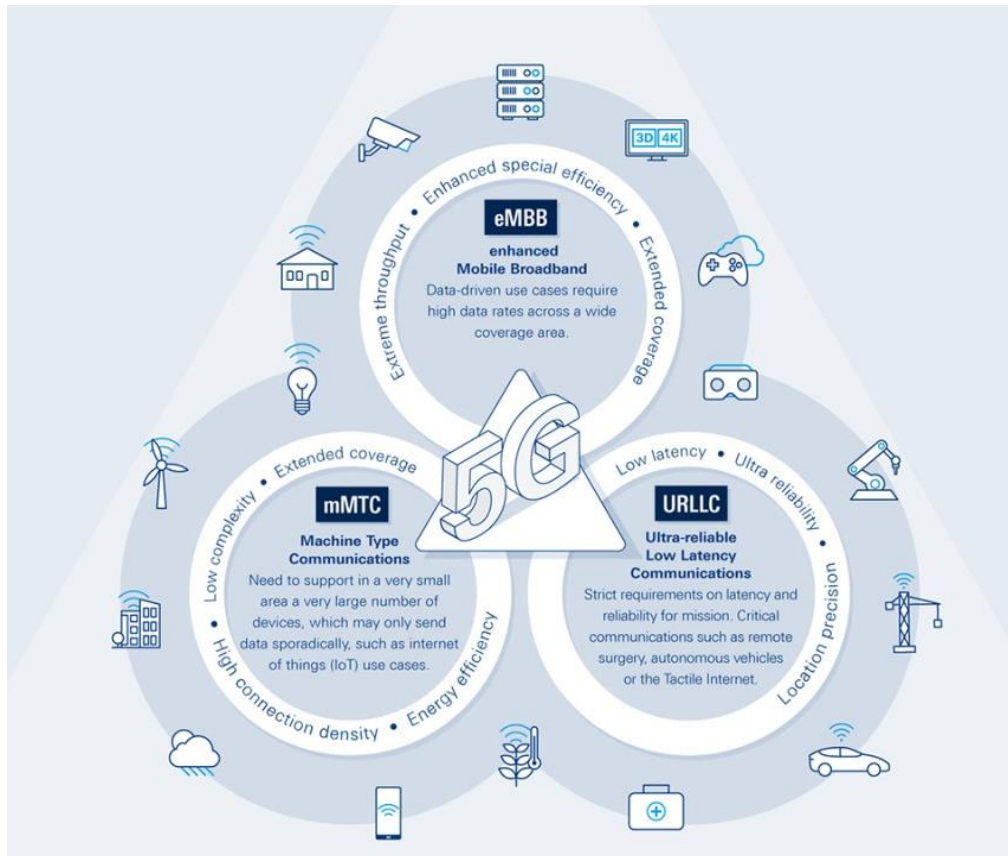 3D 4K
Extreme throughput • Enhanced special efficiency • Extended coverage
eMBB
enhanced
Mobile Broadband
Data-driven use cases require
high data rates across a wide
coverage area.
5G
Low complexity • Extended coverage
mMTC
Machine Type
Communications
Need to support in a very small
area a very large number of
devices, which may only send
data sporadically, such as internet
of things (IoT) use cases.
• High connection density • Energy efficiency
Low latency • Ultra reliability •
Location precision
URLLC
Ultra-reliable
Low Latency
Communications
Strict requirements on latency and
reliability for mission. Critical
communications such as remote
surgery, autonomous vehicles
or the Tactile Internet.